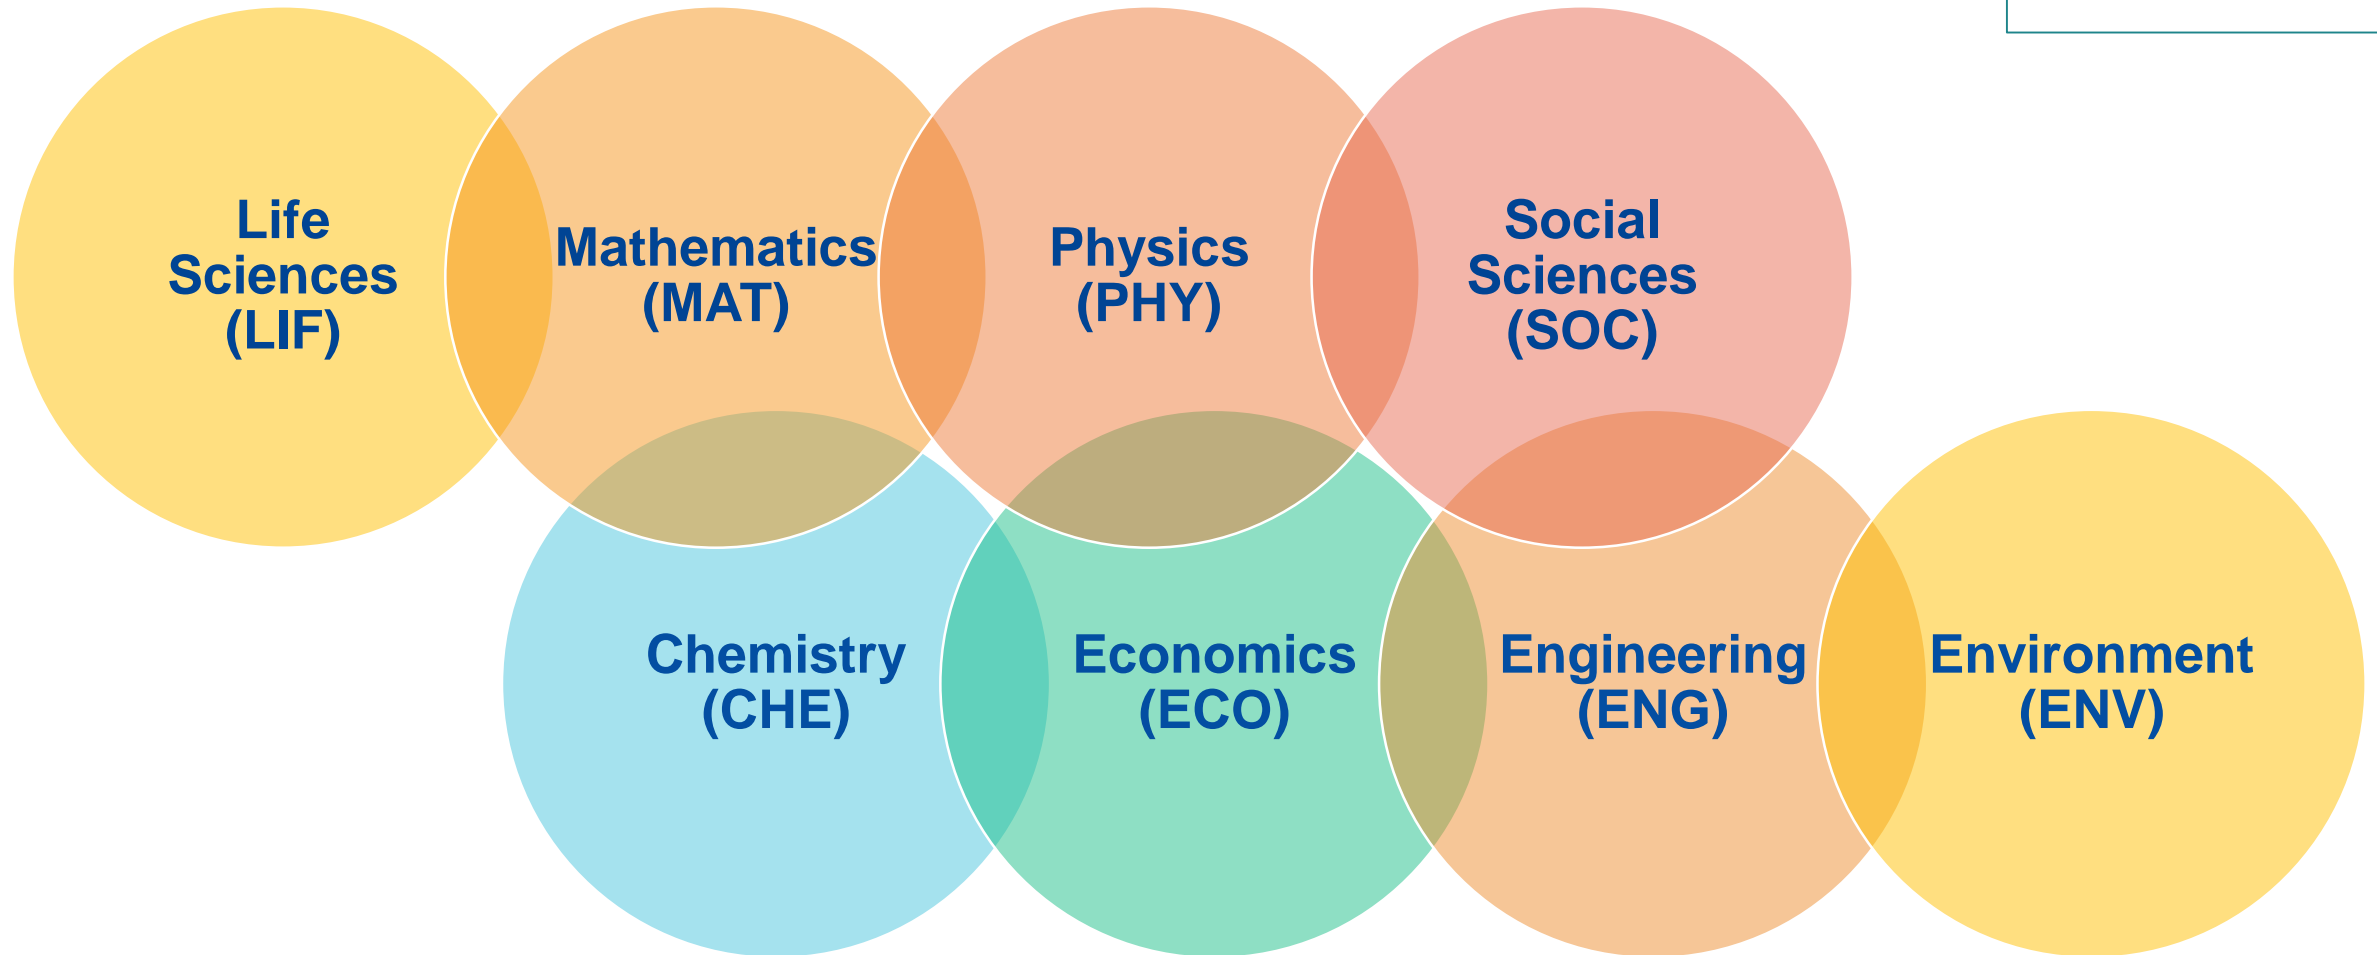 Life
Sciences
(LIF)
Mathematics
(MAT)
Physics
(PHY)
Social
Sciences
(SOC)
Chemistry
(CHE)
Economics
(ECO)
Engineering
(ENG)
Environment
(ENV)